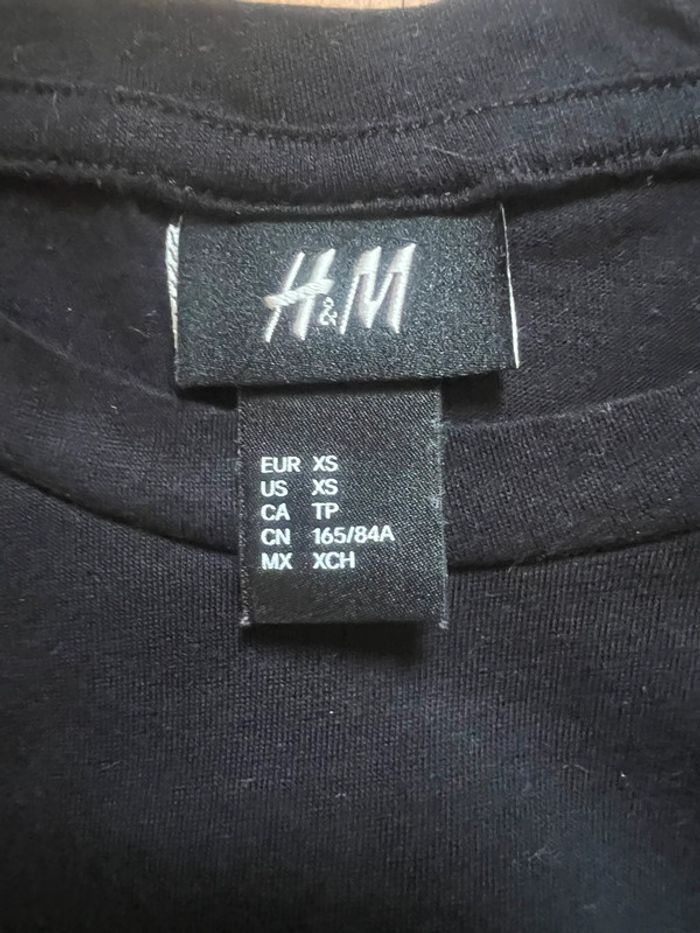 H&M
EUR XS
US XS
CA TP
CN 165/84A
MX XCH